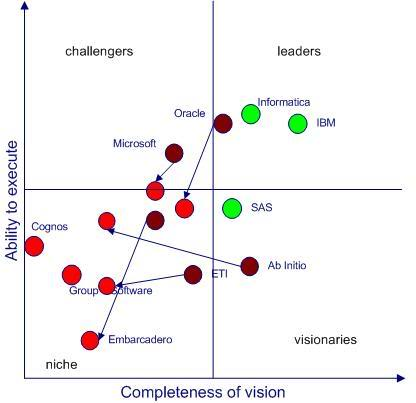 challengers
leaders
Informatica
Oracle
IBM
Microsoft
Ability to execute
SAS
Cognos
Ab Initio
ETI
Group Software
Embarcadero
visionaries
niche
Completeness of vision